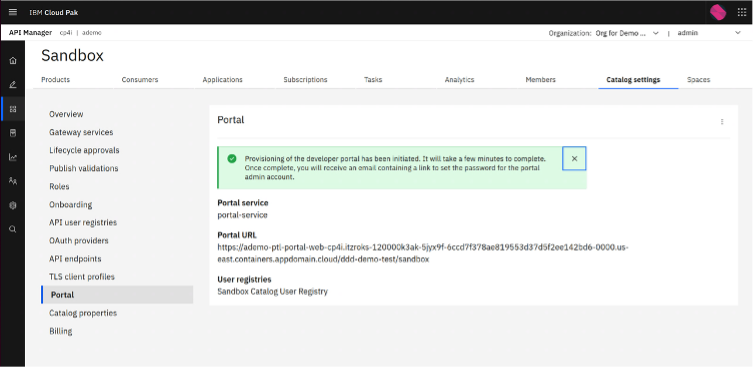 IBM Cloud Pak
API Manager cp4i | ademo Organization: Org for Demo ... | admin
Sandbox
Products Consumers Applications Subscriptions Tasks Analytics Members Catalog settings Spaces
Overview
Gateway services
Lifecycle approvals
Publish validations
Roles
Onboarding
API user registries
OAuth providers
API endpoints
TLS client profiles
Portal
Catalog properties
Billing
Portal
Provisioning of the developer portal has been initiated. It will take a few minutes to complete.
Once complete, you will receive an email containing a link to set the password for the portal
admin account.
Portal service
portal-service
Portal URL
https://ademo-ptl-portal-web-cp4i.itzroks-120000k3ak-5jyx9f-6ccd7f378ae819553d37d5f2ee142bd6-0000.us-
east.containers.appdomain.cloud/ddd-demo-test/sandbox
User registries
Sandbox Catalog User Registry